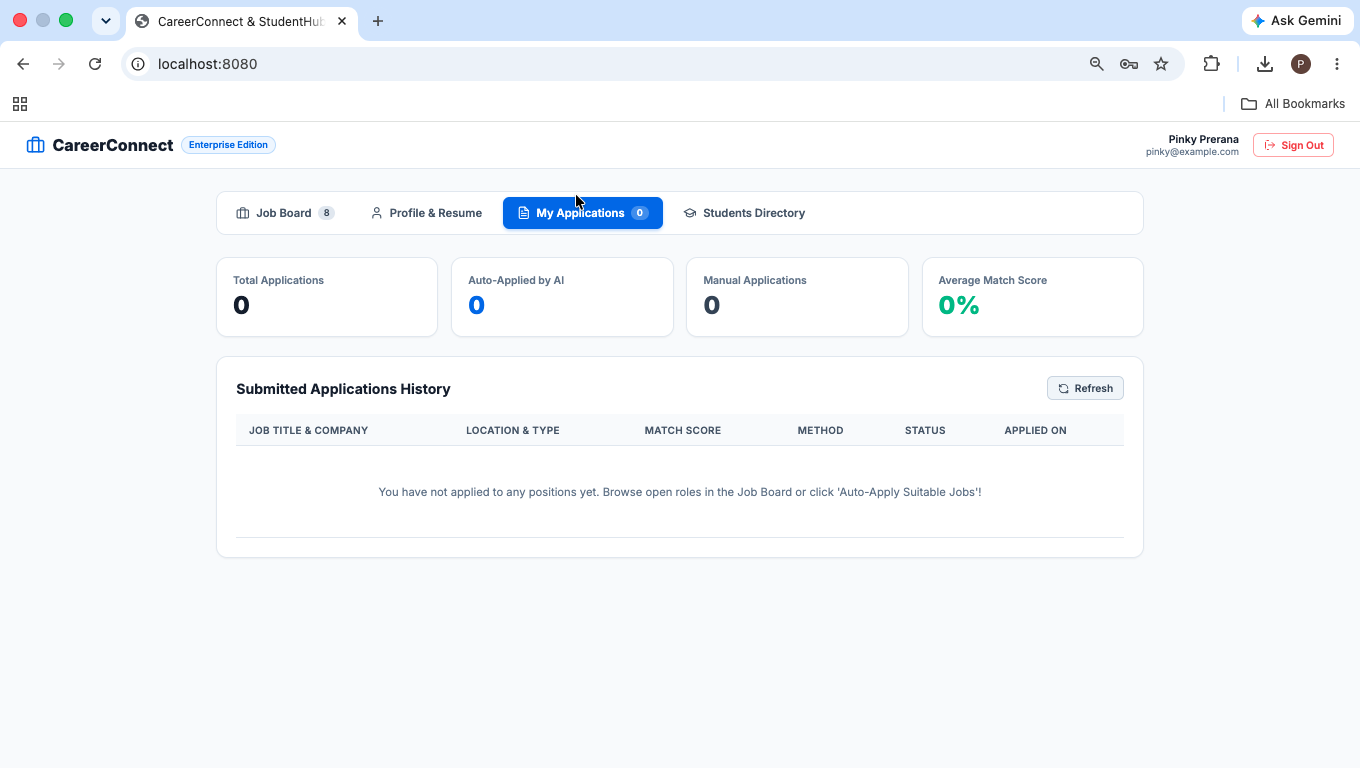 CareerConnect & StudentHub
Ask Gemini
localhost:8080
P
All Bookmarks
CareerConnect
Enterprise Edition
Pinky Prerana
pinky@example.com
Sign Out
Job Board 8
Profile & Resume
My Applications 0
Students Directory
Total Applications
0
Auto-Applied by AI
0
Manual Applications
0
Average Match Score
0%
Submitted Applications History
Refresh
JOB TITLE & COMPANY LOCATION & TYPE MATCH SCORE METHOD STATUS APPLIED ON
You have not applied to any positions yet. Browse open roles in the Job Board or click 'Auto-Apply Suitable Jobs'!